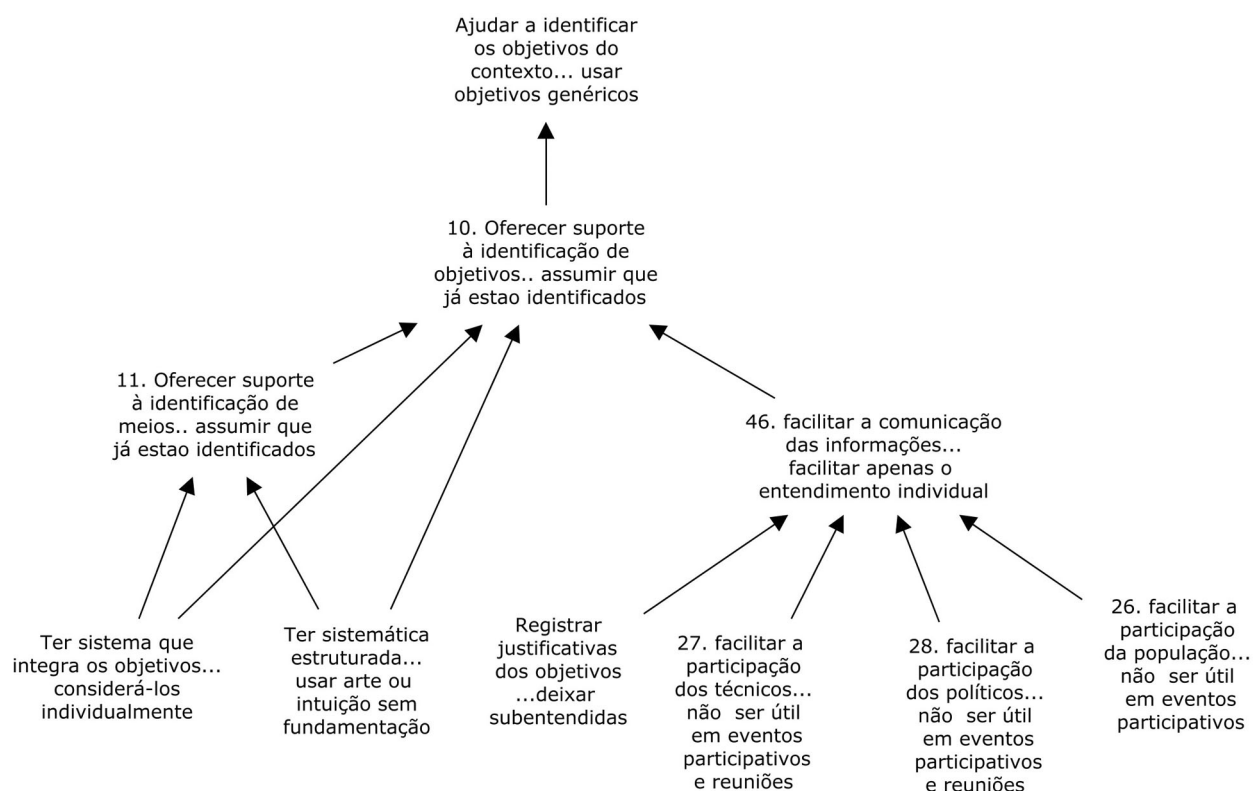 Ajudar a identificar
os objetivos do
contexto... usar
objetivos genéricos
10. Oferecer suporte
à identificação de
objetivos.. assumir que
já estao identificados
11. Oferecer suporte
à identificação de
meios.. assumir que
já estao identificados
46. facilitar a comunicação
das informações...
facilitar apenas o
entendimento individual
Ter sistema que
integra os objetivos...
considerá-los
individualmente
Ter sistemática
estruturada...
usar arte ou
intuição sem
fundamentação
Registrar
justificativas
dos objetivos
...deixar
subentendidas
27. facilitar a
participação
dos técnicos...
não ser útil
em eventos
participativos
e reuniões
28. facilitar a
participação
dos políticos...
não ser útil
em eventos
participativos
e reuniões
26. facilitar a
participação
da população...
não ser útil
em eventos
participativos